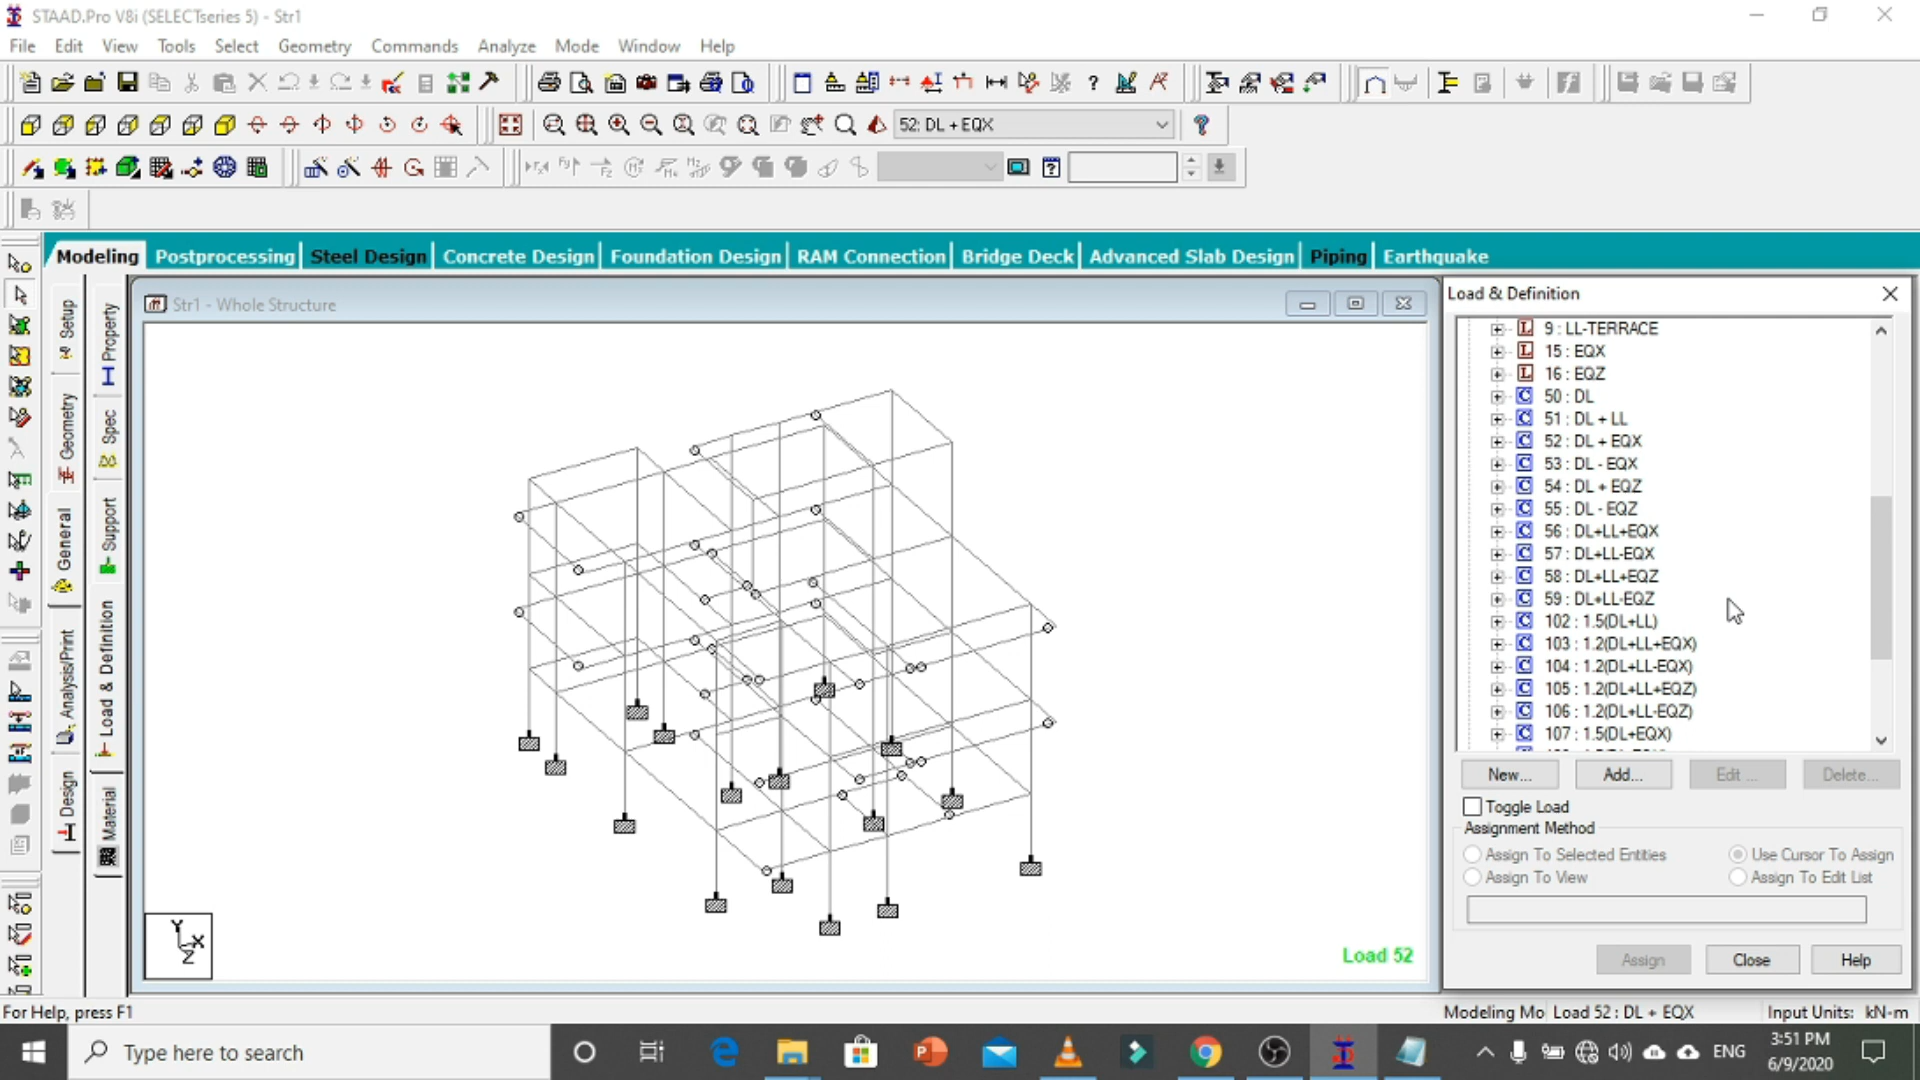 STAAD.Pro V8i (SELECTseries 5) - Str1
File Edit View Tools Select Geometry Commands Analyze Mode Window Help
52: DL + EQX
Modeling Postprocessing Steel Design Concrete Design Foundation Design RAM Connection Bridge Deck Advanced Slab Design Piping Earthquake
Setup
Geometry
General
Analysis/Print
Design
Property
Spec
Support
Load & Definition
Material
Str1 - Whole Structure
Y
X
Z
Load 52
Load & Definition
9 : LL-TERRACE
15 : EQX
16 : EQZ
50 : DL
51 : DL + LL
52 : DL + EQX
53 : DL - EQX
54 : DL + EQZ
55 : DL - EQZ
56 : DL+LL+EQX
57 : DL+LL-EQX
58 : DL+LL+EQZ
59 : DL+LL-EQZ
102 : 1.5(DL+LL)
103 : 1.2(DL+LL+EQX)
104 : 1.2(DL+LL-EQX)
105 : 1.2(DL+LL+EQZ)
106 : 1.2(DL+LL-EQZ)
107 : 1.5(DL+EQX)
New... Add... Edit ... Delete...
Toggle Load
Assignment Method
Assign To Selected Entities Use Cursor To Assign
Assign To View Assign To Edit List
Assign Close Help
For Help, press F1 Modeling Mo Load 52 : DL + EQX Input Units: kN-m
Type here to search
ENG
3:51 PM
6/9/2020